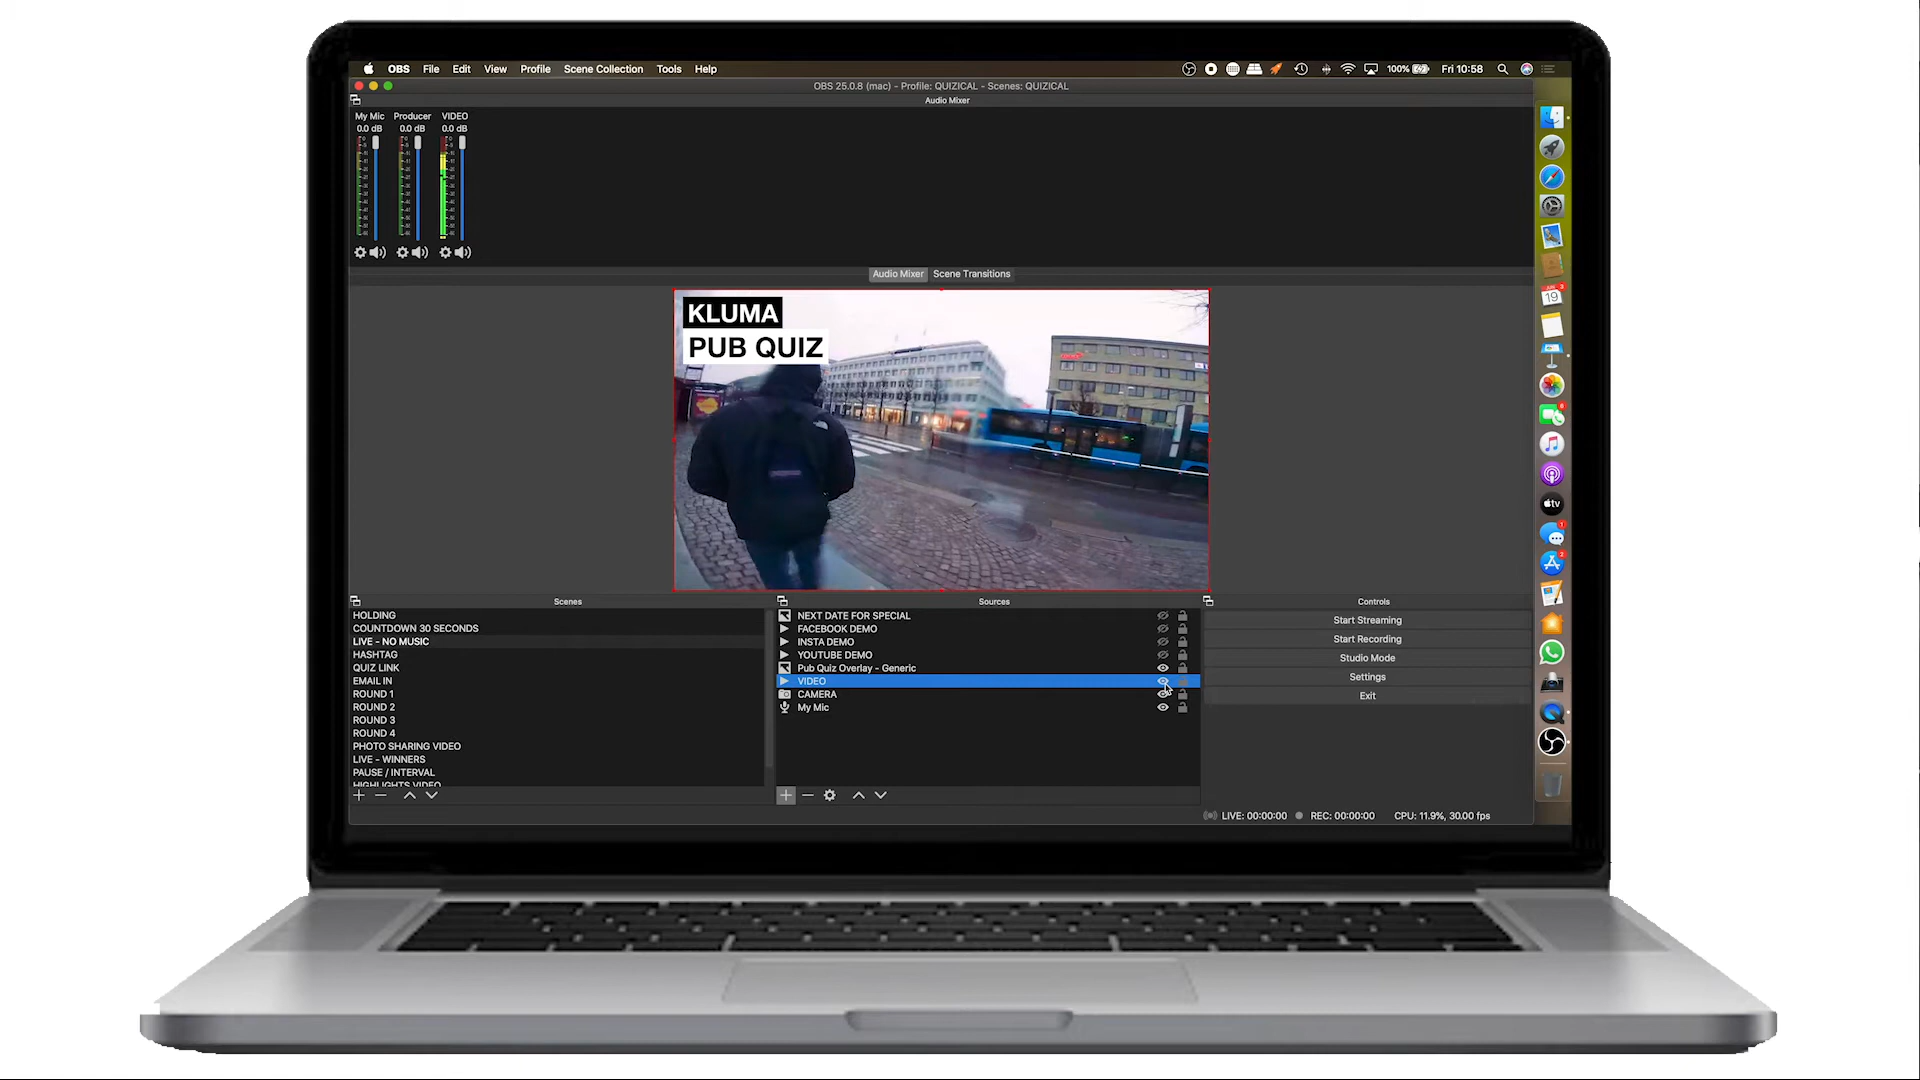 OBS File Edit View Profile Scene Collection Tools Help
100% Fri 10:58
OBS 25.0.8 (mac) - Profile: QUIZICAL - Scenes: QUIZICAL
Audio Mixer
My Mic Producer VIDEO
0.0 dB 0.0 dB 0.0 dB
Audio Mixer Scene Transitions
KLUMA
PUB QUIZ
Scenes
HOLDING
COUNTDOWN 30 SECONDS
LIVE - NO MUSIC
HASHTAG
QUIZ LINK
EMAIL IN
ROUND 1
ROUND 2
ROUND 3
ROUND 4
PHOTO SHARING VIDEO
LIVE - WINNERS
PAUSE / INTERVAL
HIGHLIGHTS VIDEO
Sources
NEXT DATE FOR SPECIAL
FACEBOOK DEMO
INSTA DEMO
YOUTUBE DEMO
Pub Quiz Overlay - Generic
VIDEO
CAMERA
My Mic
Controls
Start Streaming
Start Recording
Studio Mode
Settings
Exit
LIVE: 00:00:00 REC: 00:00:00 CPU: 11.9%, 30.00 fps
19
tv